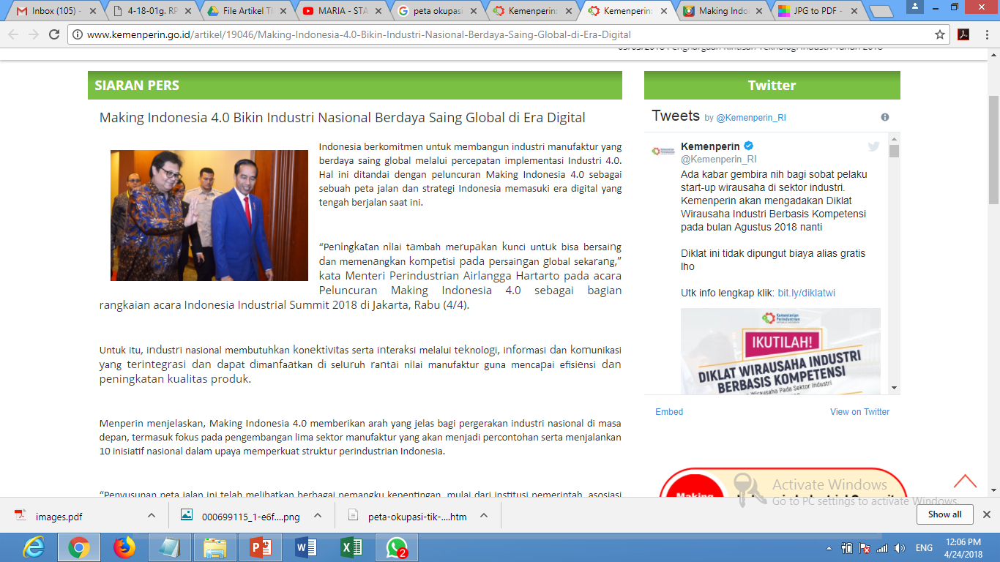 Inbox (105) -
4-18-01g. RP
File Artikel TI
MARIA - STA
peta okupasi
Kemenperin:
Kemenperin:
Making Indo
JPG to PDF -
www.kemenperin.go.id/artikel/19046/Making-Indonesia-4.0-Bikin-Industri-Nasional-Berdaya-Saing-Global-di-Era-Digital
SIARAN PERS
Making Indonesia 4.0 Bikin Industri Nasional Berdaya Saing Global di Era Digital
Indonesia berkomitmen untuk membangun industri manufaktur yang
berdaya saing global melalui percepatan implementasi Industri 4.0.
Hal ini ditandai dengan peluncuran Making Indonesia 4.0 sebagai
sebuah peta jalan dan strategi Indonesia memasuki era digital yang
tengah berjalan saat ini.
“Peningkatan nilai tambah merupakan kunci untuk bisa bersaing
dan memenangkan kompetisi pada persaingan global sekarang,”
kata Menteri Perindustrian Airlangga Hartarto pada acara
Peluncuran Making Indonesia 4.0 sebagai bagian
rangkaian acara Indonesia Industrial Summit 2018 di Jakarta, Rabu (4/4).
Untuk itu, industri nasional membutuhkan konektivitas serta interaksi melalui teknologi, informasi dan komunikasi
yang terintegrasi dan dapat dimanfaatkan di seluruh rantai nilai manufaktur guna mencapai efisiensi dan
peningkatan kualitas produk.
Menperin menjelaskan, Making Indonesia 4.0 memberikan arah yang jelas bagi pergerakan industri nasional di masa
depan, termasuk fokus pada pengembangan lima sektor manufaktur yang akan menjadi percontohan serta menjalankan
10 inisiatif nasional dalam upaya memperkuat struktur perindustrian Indonesia.
“Penyusunan peta jalan ini telah melibatkan berbagai pemangku kepentingan, mulai dari institusi pemerintah, asosiasi
Twitter
Tweets by @Kemenperin_RI
Kemenperin
@Kemenperin_RI
Ada kabar gembira nih bagi sobat pelaku
start-up wirausaha di sektor industri.
Kemenperin akan mengadakan Diklat
Wirausaha Industri Berbasis Kompetensi
pada bulan Agustus 2018 nanti
Diklat ini tidak dipungut biaya alias gratis
lho
Utk info lengkap klik: bit.ly/diklatwi
Kementerian
Perindustrian
IKUTILAH!
DIKLAT WIRAUSAHA INDUSTRI
BERBASIS KOMPETENSI
Wirausaha Pada Sektor Industri
Embed
View on Twitter
Making
Activate Windows
Go to PC settings to activate Windows.
images.pdf
000699115_1-e6f....png
peta-okupasi-tik-....htm
Show all
2
ENG
12:06 PM
4/24/2018